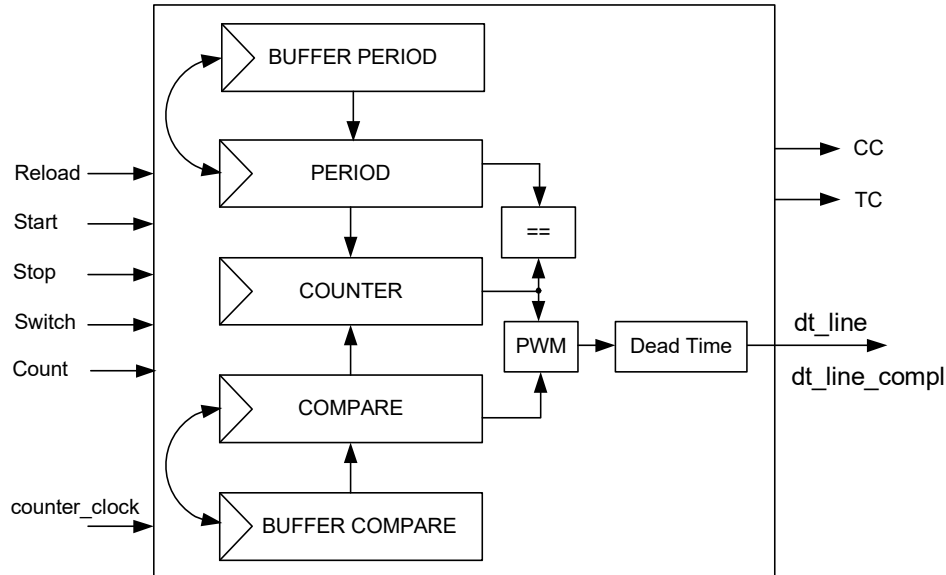 BUFFER PERIOD
PERIOD
CC
Reload
TC
Start
==
Stop
COUNTER
Switch
dt_line
PWM
Dead Time
Count
dt_line_compl
COMPARE
counter_clock
BUFFER COMPARE